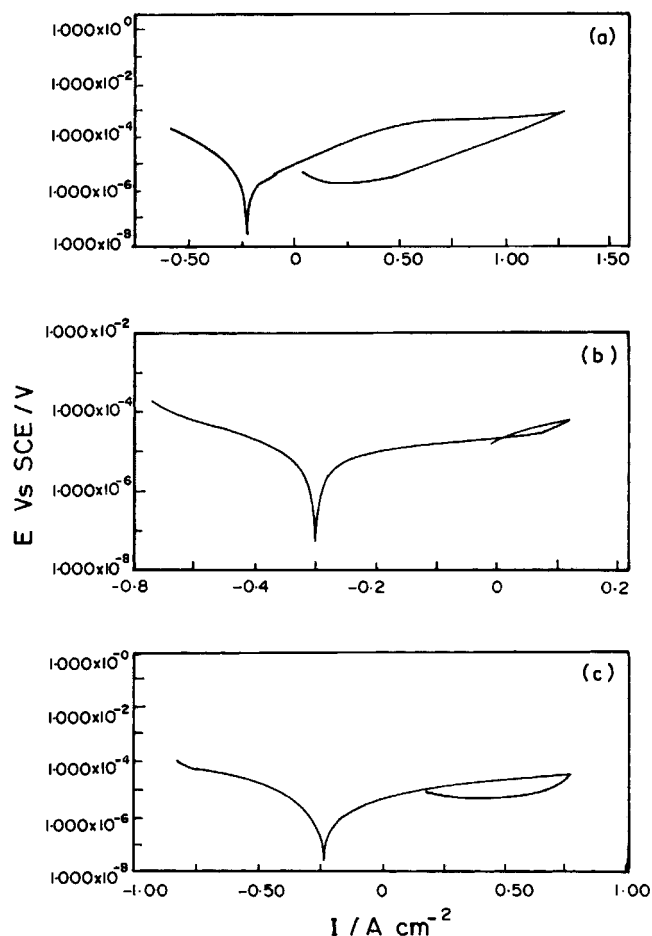 1·000x10⁰
(a)
1·000x10⁻²
1·000x10⁻⁴
1·000x10⁻⁶
1·000x10⁻⁸
-0·50 0 0·50 1·00 1·50
1·000x10⁻²
(b)
1·000x10⁻⁴
1·000x10⁻⁶
1·000x10⁻⁸
-0·8 -0·4 -0·2 0 0·2
E Vs SCE / V
1·000x10⁻⁰
(c)
1·000x10⁻²
1·000x10⁻⁴
1·000x10⁻⁶
1·000x10⁻⁸
-1·00 -0·50 0 0·50 1·00
I / A cm⁻²